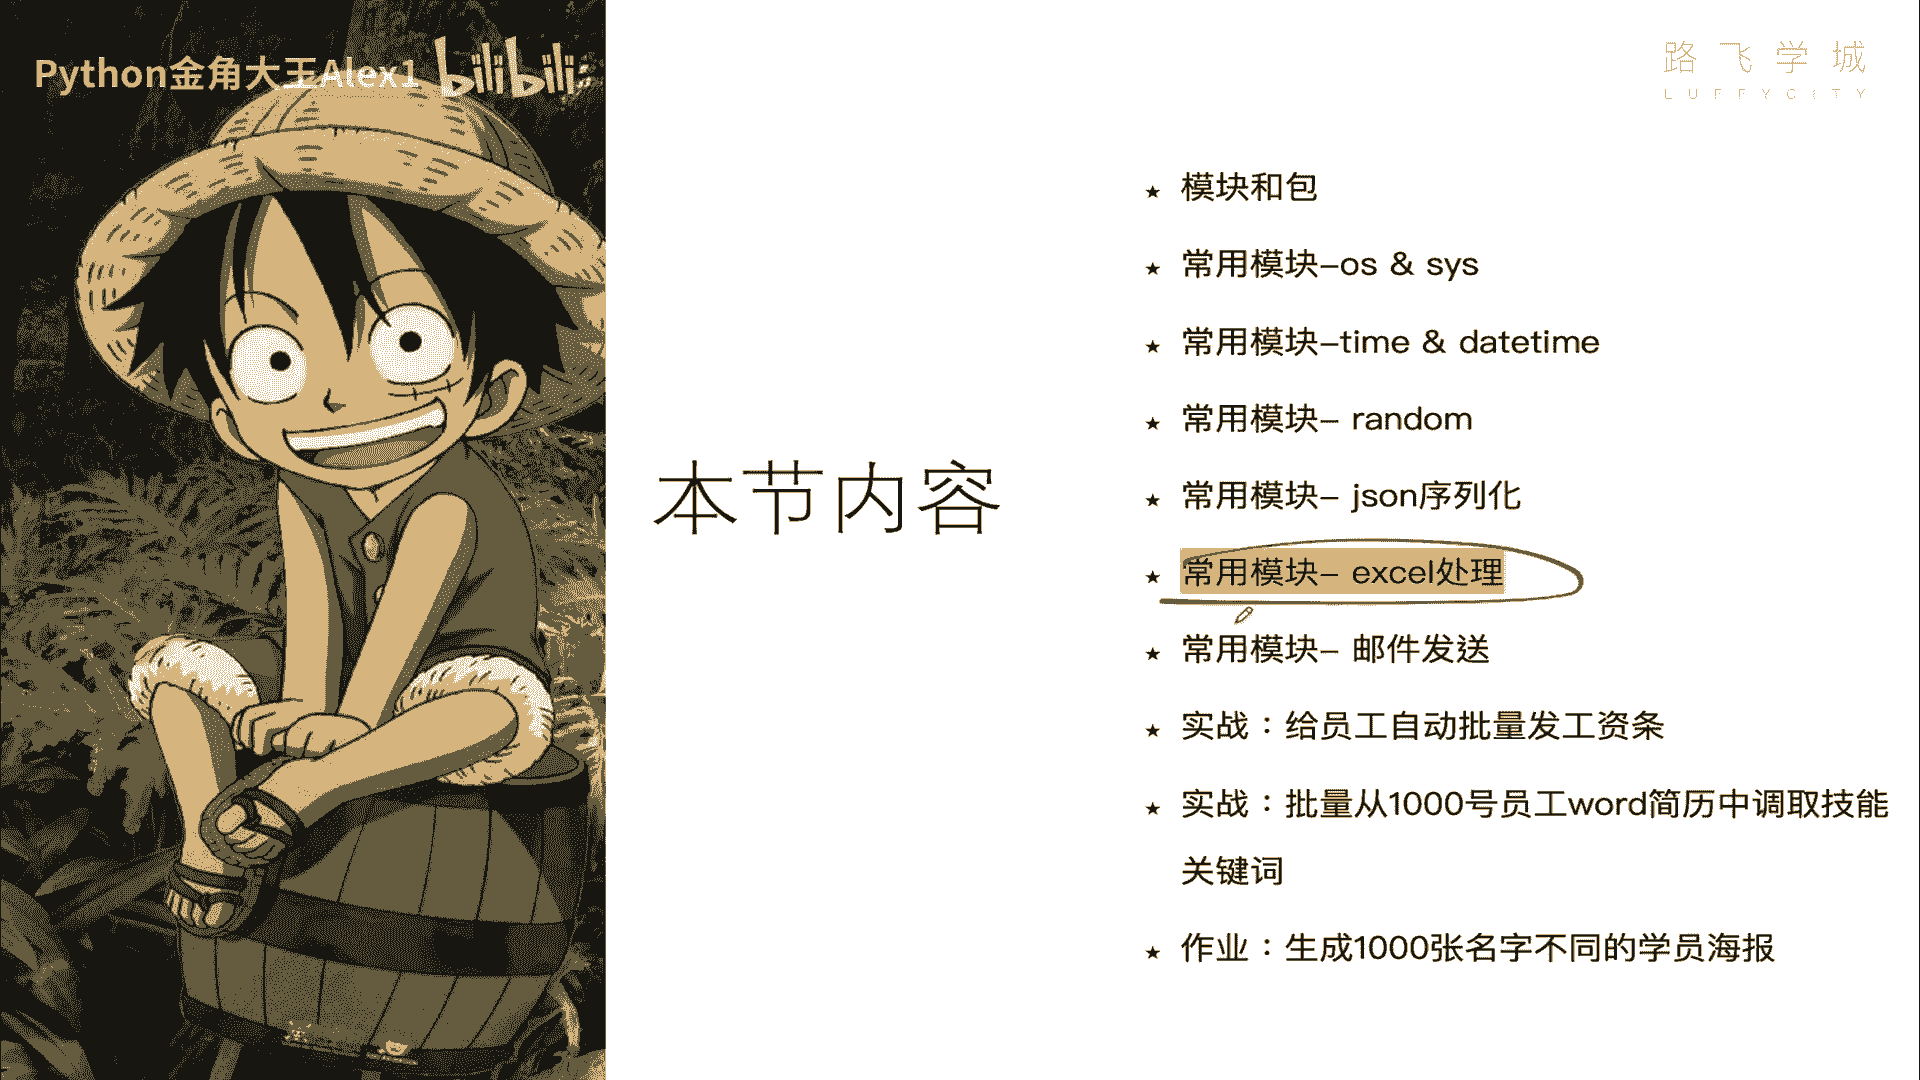 Python金角大王Alex1 bilibili
路飞学城
LUFFYCITY
本节内容
★ 模块和包
★ 常用模块–os & sys
★ 常用模块–time & datetime
★ 常用模块– random
★ 常用模块– json序列化
★ 常用模块– excel处理
★ 常用模块– 邮件发送
★ 实战：给员工自动批量发工资条
★ 实战：批量从1000号员工word简历中调取技能
关键词
★ 作业：生成1000张名字不同的学员海报